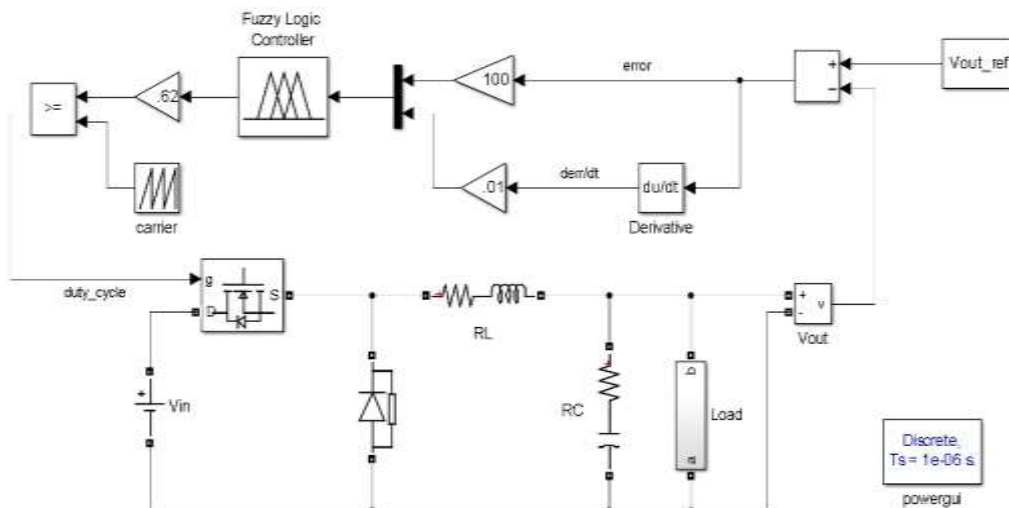 Fuzzy Logic
Controller
>=
.62
100
error
+
−
Vout_ref
carrier
.01
derr/dt
du/dt
Derivative
duty_cycle
g
D
S
RL
+
-
v
Vout
+
Vin
RC
b
a
Load
Discrete,
Ts = 1e-06 s.
powergui